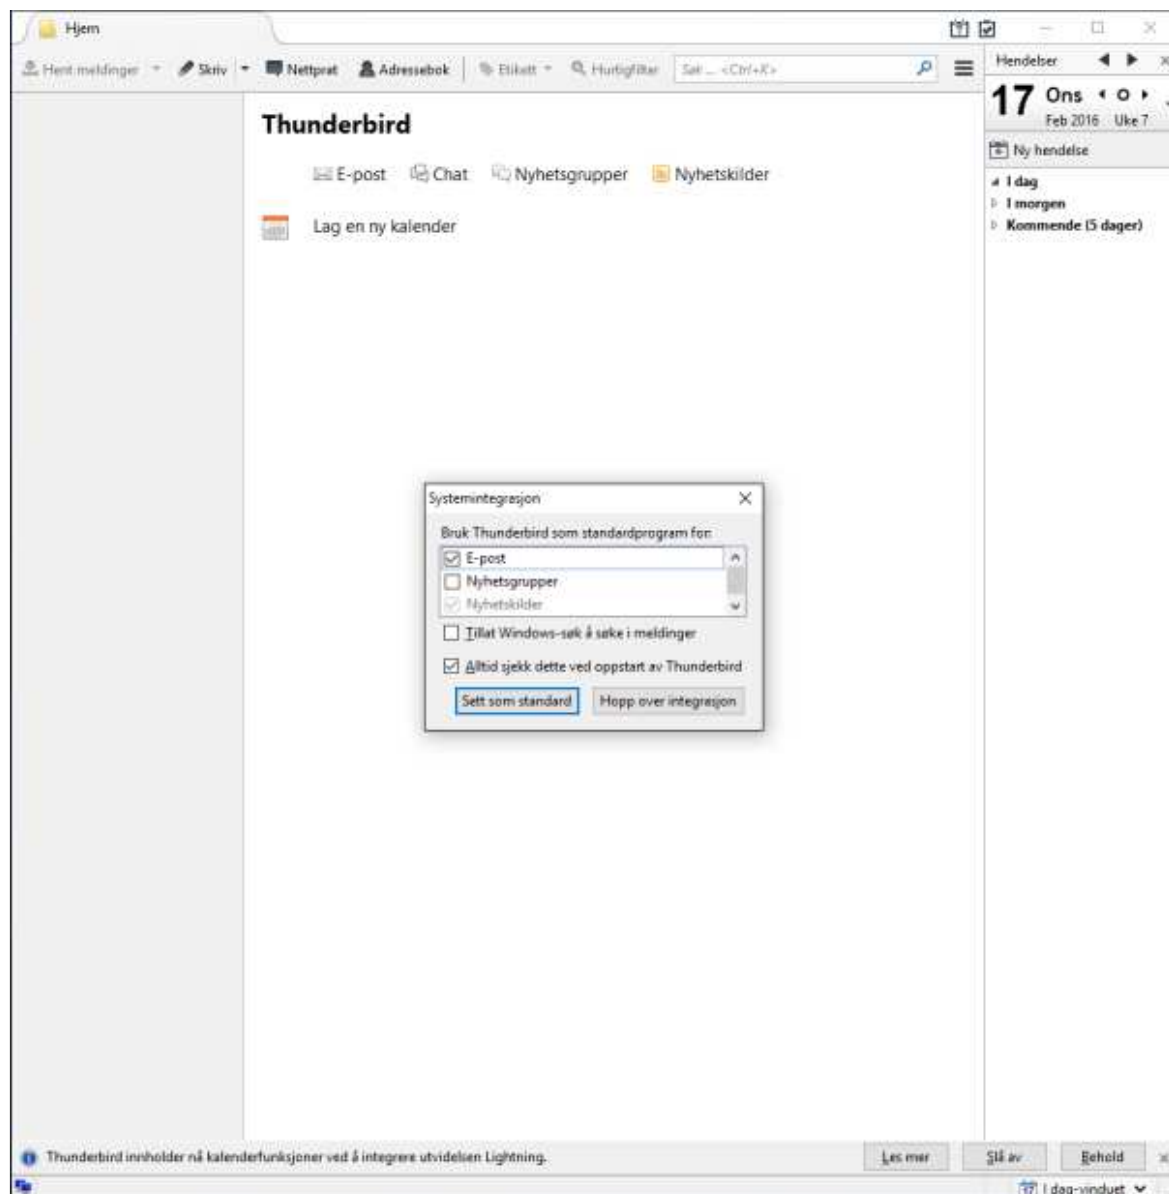 Hjem
Hent meldinger Skriv Nettprat Adressebok Etikett Hurtigfilter Søk ... <Ctrl+K>
Hendelser
17 Ons
Feb 2016 Uke 7
Ny hendelse
I dag
I morgen
Kommende (5 dager)
Thunderbird
E-post Chat Nyhetsgrupper Nyhetskilder
Lag en ny kalender
Systemintegrasjon
Bruk Thunderbird som standardprogram for:
E-post
Nyhetsgrupper
Nyhetskilder
Tillat Windows-søk å søke i meldinger
Alltid sjekk dette ved oppstart av Thunderbird
Sett som standard Hopp over integrasjon
Thunderbird innholder nå kalenderfunksjoner ved å integrere utvidelsen Lightning. Les mer Slå av Behold
17 I dag-vinduet